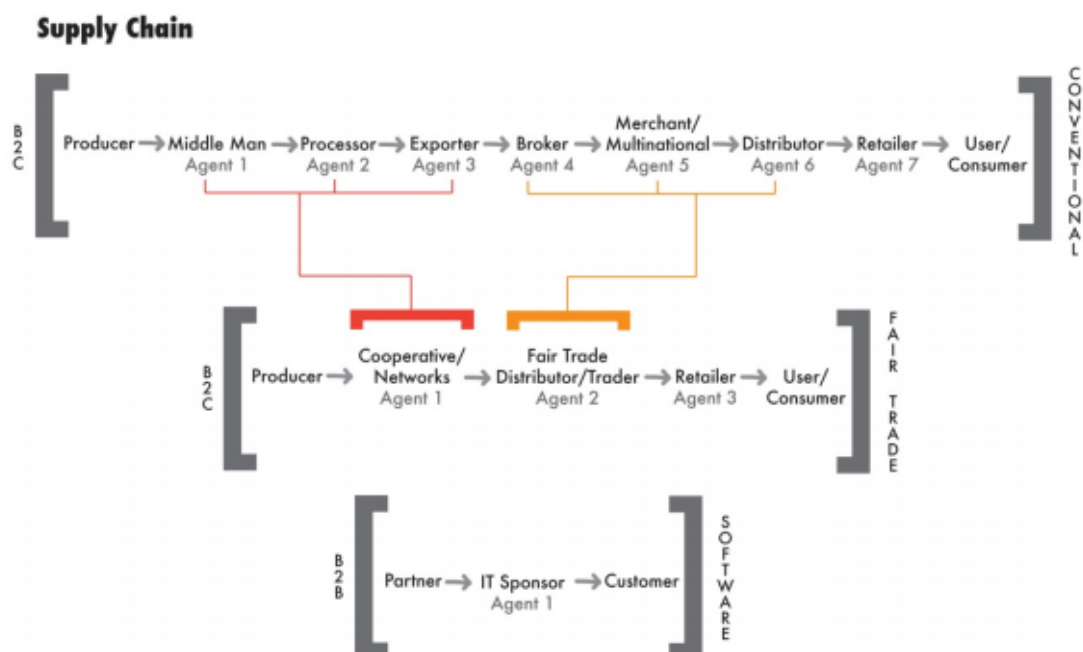 Supply Chain
B2C
Producer → Middle Man → Processor → Exporter → Broker → Merchant/ Multinational → Distributor → Retailer → User/ Consumer
Agent 1 Agent 2 Agent 3 Agent 4 Agent 5 Agent 6 Agent 7
CONVENTIONAL
B2C
Producer → Cooperative/ Networks → Fair Trade Distributor/Trader → Retailer → User/ Consumer
Agent 1 Agent 2 Agent 3
FAIR TRADE
B2B
Partner → IT Sponsor → Customer
Agent 1
SOFTWARE